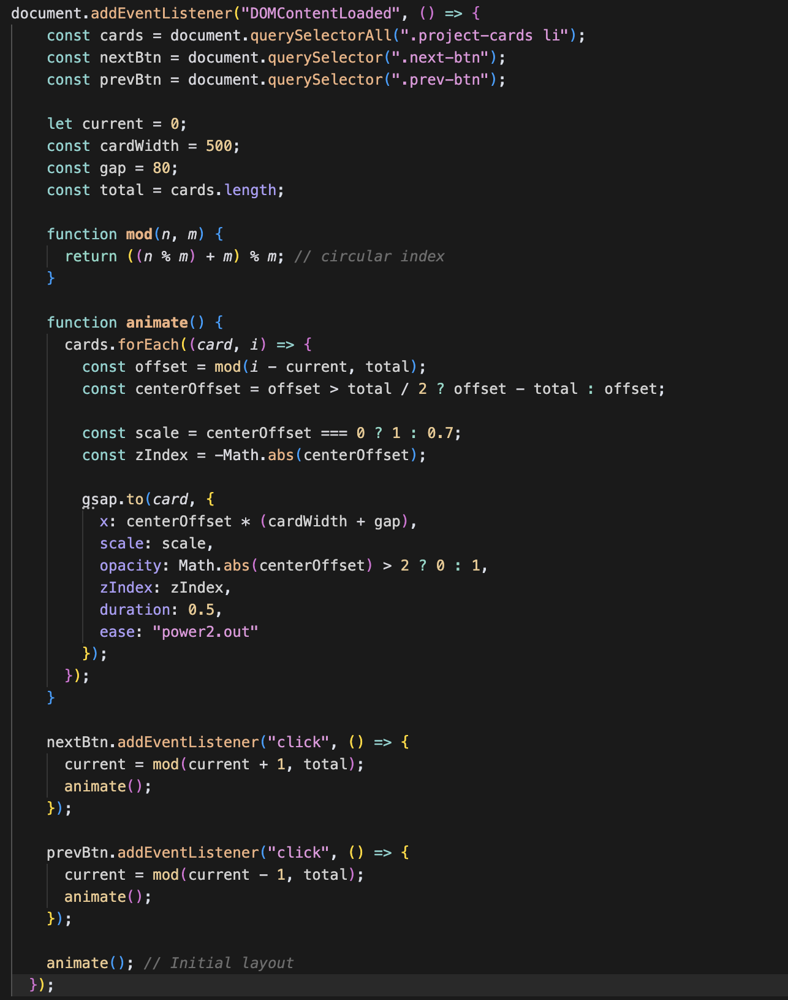 document.addEventListener("DOMContentLoaded", () => {
    const cards = document.querySelectorAll(".project-cards li");
    const nextBtn = document.querySelector(".next-btn");
    const prevBtn = document.querySelector(".prev-btn");

    let current = 0;
    const cardWidth = 500;
    const gap = 80;
    const total = cards.length;

    function mod(n, m) {
      return ((n % m) + m) % m; // circular index
    }

    function animate() {
      cards.forEach((card, i) => {
        const offset = mod(i - current, total);
        const centerOffset = offset > total / 2 ? offset - total : offset;

        const scale = centerOffset === 0 ? 1 : 0.7;
        const zIndex = -Math.abs(centerOffset);

        gsap.to(card, {
          x: centerOffset * (cardWidth + gap),
          scale: scale,
          opacity: Math.abs(centerOffset) > 2 ? 0 : 1,
          zIndex: zIndex,
          duration: 0.5,
          ease: "power2.out"
        });
      });
    }

    nextBtn.addEventListener("click", () => {
      current = mod(current + 1, total);
      animate();
    });

    prevBtn.addEventListener("click", () => {
      current = mod(current - 1, total);
      animate();
    });

    animate(); // Initial layout
  });